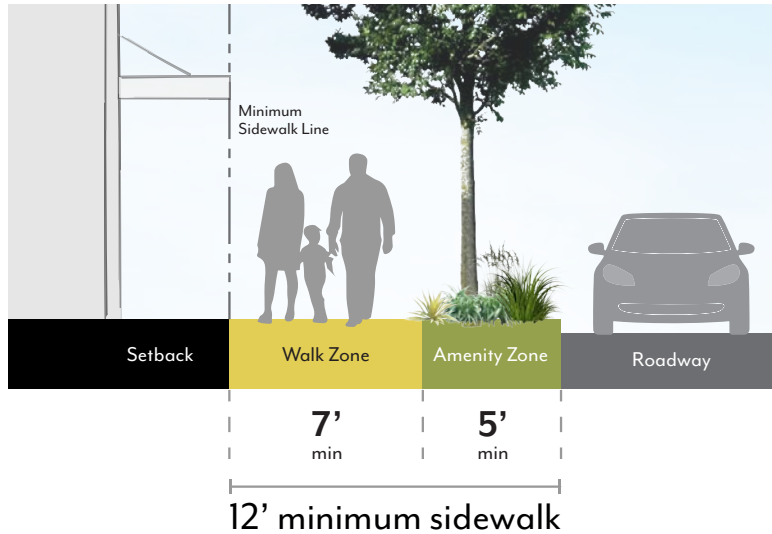 Minimum
Sidewalk Line
Setback
Walk Zone
Amenity Zone
Roadway
7’
min
5’
min
12’ minimum sidewalk